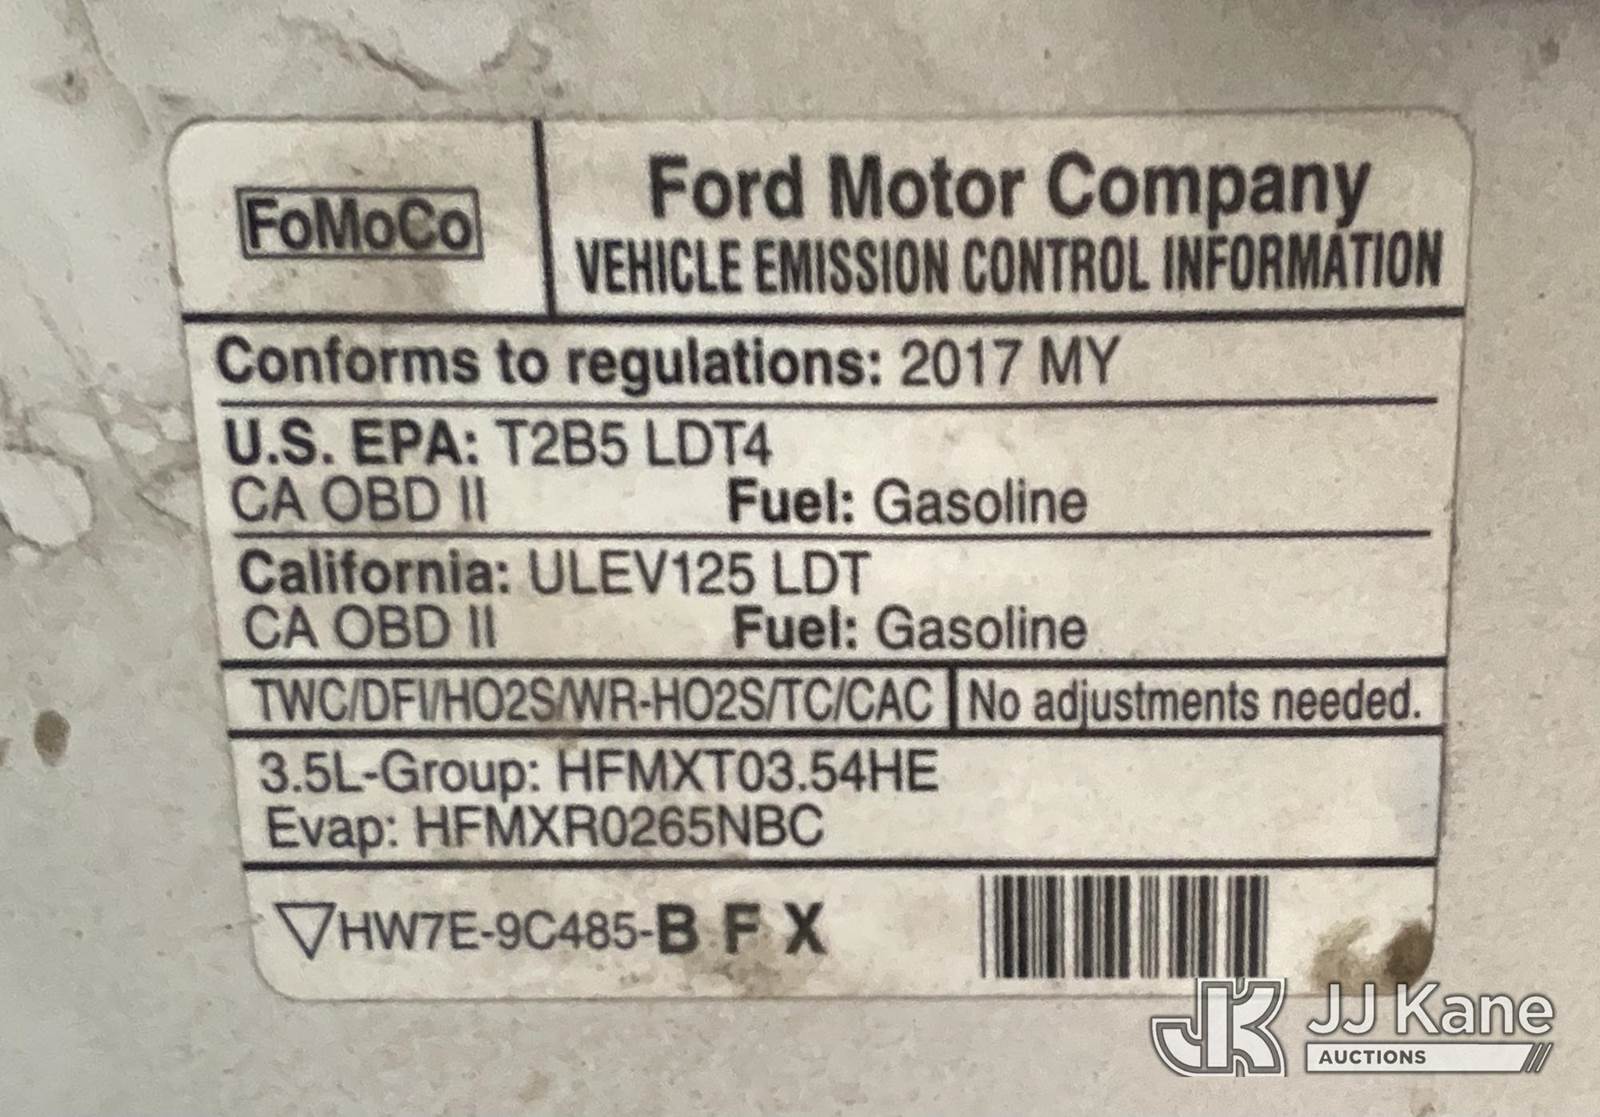 FoMoCo
Ford Motor Company
VEHICLE EMISSION CONTROL INFORMATION
Conforms to regulations: 2017 MY
U.S. EPA: T2B5 LDT4
CA OBD II Fuel: Gasoline
California: ULEV125 LDT
CA OBD II Fuel: Gasoline
TWC/DFI/HO2S/WR-HO2S/TC/CAC No adjustments needed.
3.5L-Group: HFMXT03.54HE
Evap: HFMXR0265NBC
▽HW7E-9C485-B F X
JK JJ Kane
AUCTIONS